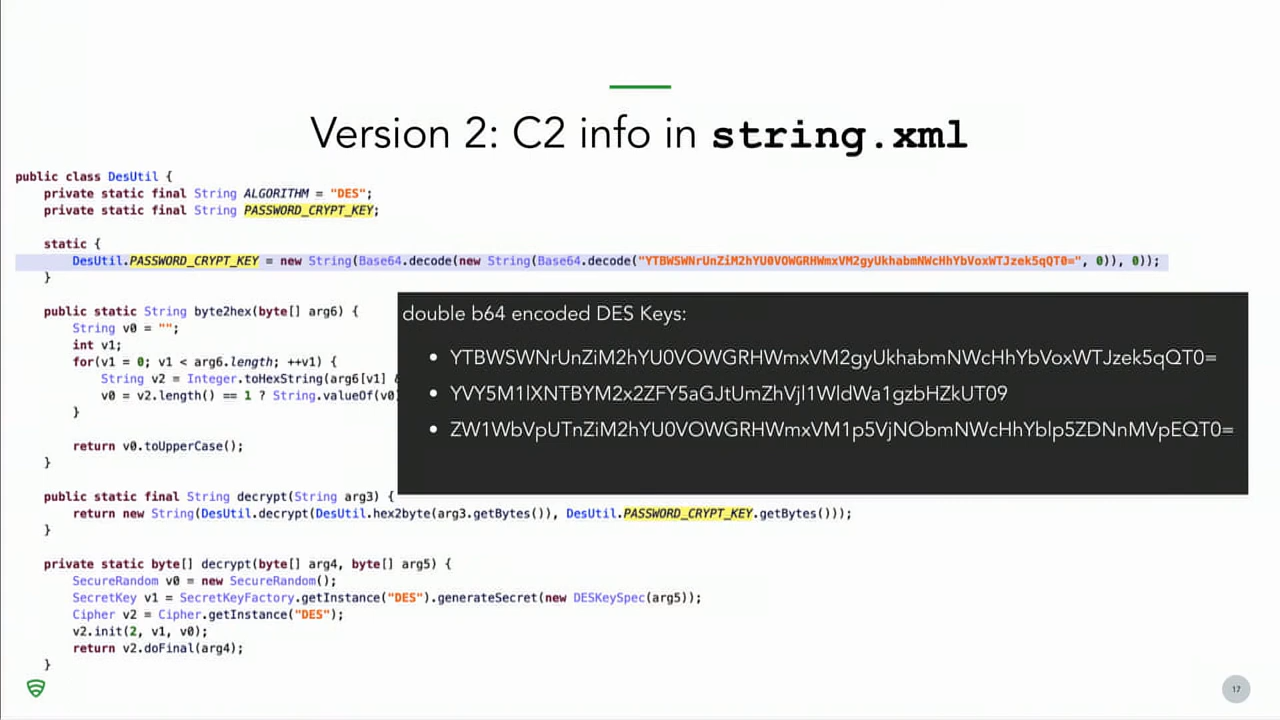 Version 2: C2 info in string.xml
public class DesUtil {
private static final String ALGORITHM = "DES";
private static final String PASSWORD_CRYPT_KEY;
static {
DesUtil.PASSWORD_CRYPT_KEY = new String(Base64.decode(new String(Base64.decode("YTBWSWNrUnZiM2hYU0VOWGRHWmxVM2gyUkhabmNWcHhYbVoxWTJzek5qQT0=", 0)), 0));
}
public static String byte2hex(byte[] arg6) {
String v0 = "";
int v1;
for(v1 = 0; v1 < arg6.length; ++v1) {
String v2 = Integer.toHexString(arg6[v1] &
v0 = v2.length() == 1 ? String.valueOf(v0
}
return v0.toUpperCase();
}
double b64 encoded DES Keys:
• YTBWSWNrUnZiM2hYU0VOWGRHWmxVM2gyUkhabmNWcHhYbVoxWTJzek5qQT0=
• YVY5M1lXNTBYM2x2ZFY5aGJtUmZhVjl1WldWa1gzbHZkUT09
• ZW1WbVpUTnZiM2hYU0VOWGRHWmxVM1p5VjNObmNWcHhYblp5ZDNnMVpEQT0=
public static final String decrypt(String arg3) {
return new String(DesUtil.decrypt(DesUtil.hex2byte(arg3.getBytes()), DesUtil.PASSWORD_CRYPT_KEY.getBytes()));
}
private static byte[] decrypt(byte[] arg4, byte[] arg5) {
SecureRandom v0 = new SecureRandom();
SecretKey v1 = SecretKeyFactory.getInstance("DES").generateSecret(new DESKeySpec(arg5));
Cipher v2 = Cipher.getInstance("DES");
v2.init(2, v1, v0);
return v2.doFinal(arg4);
}
17